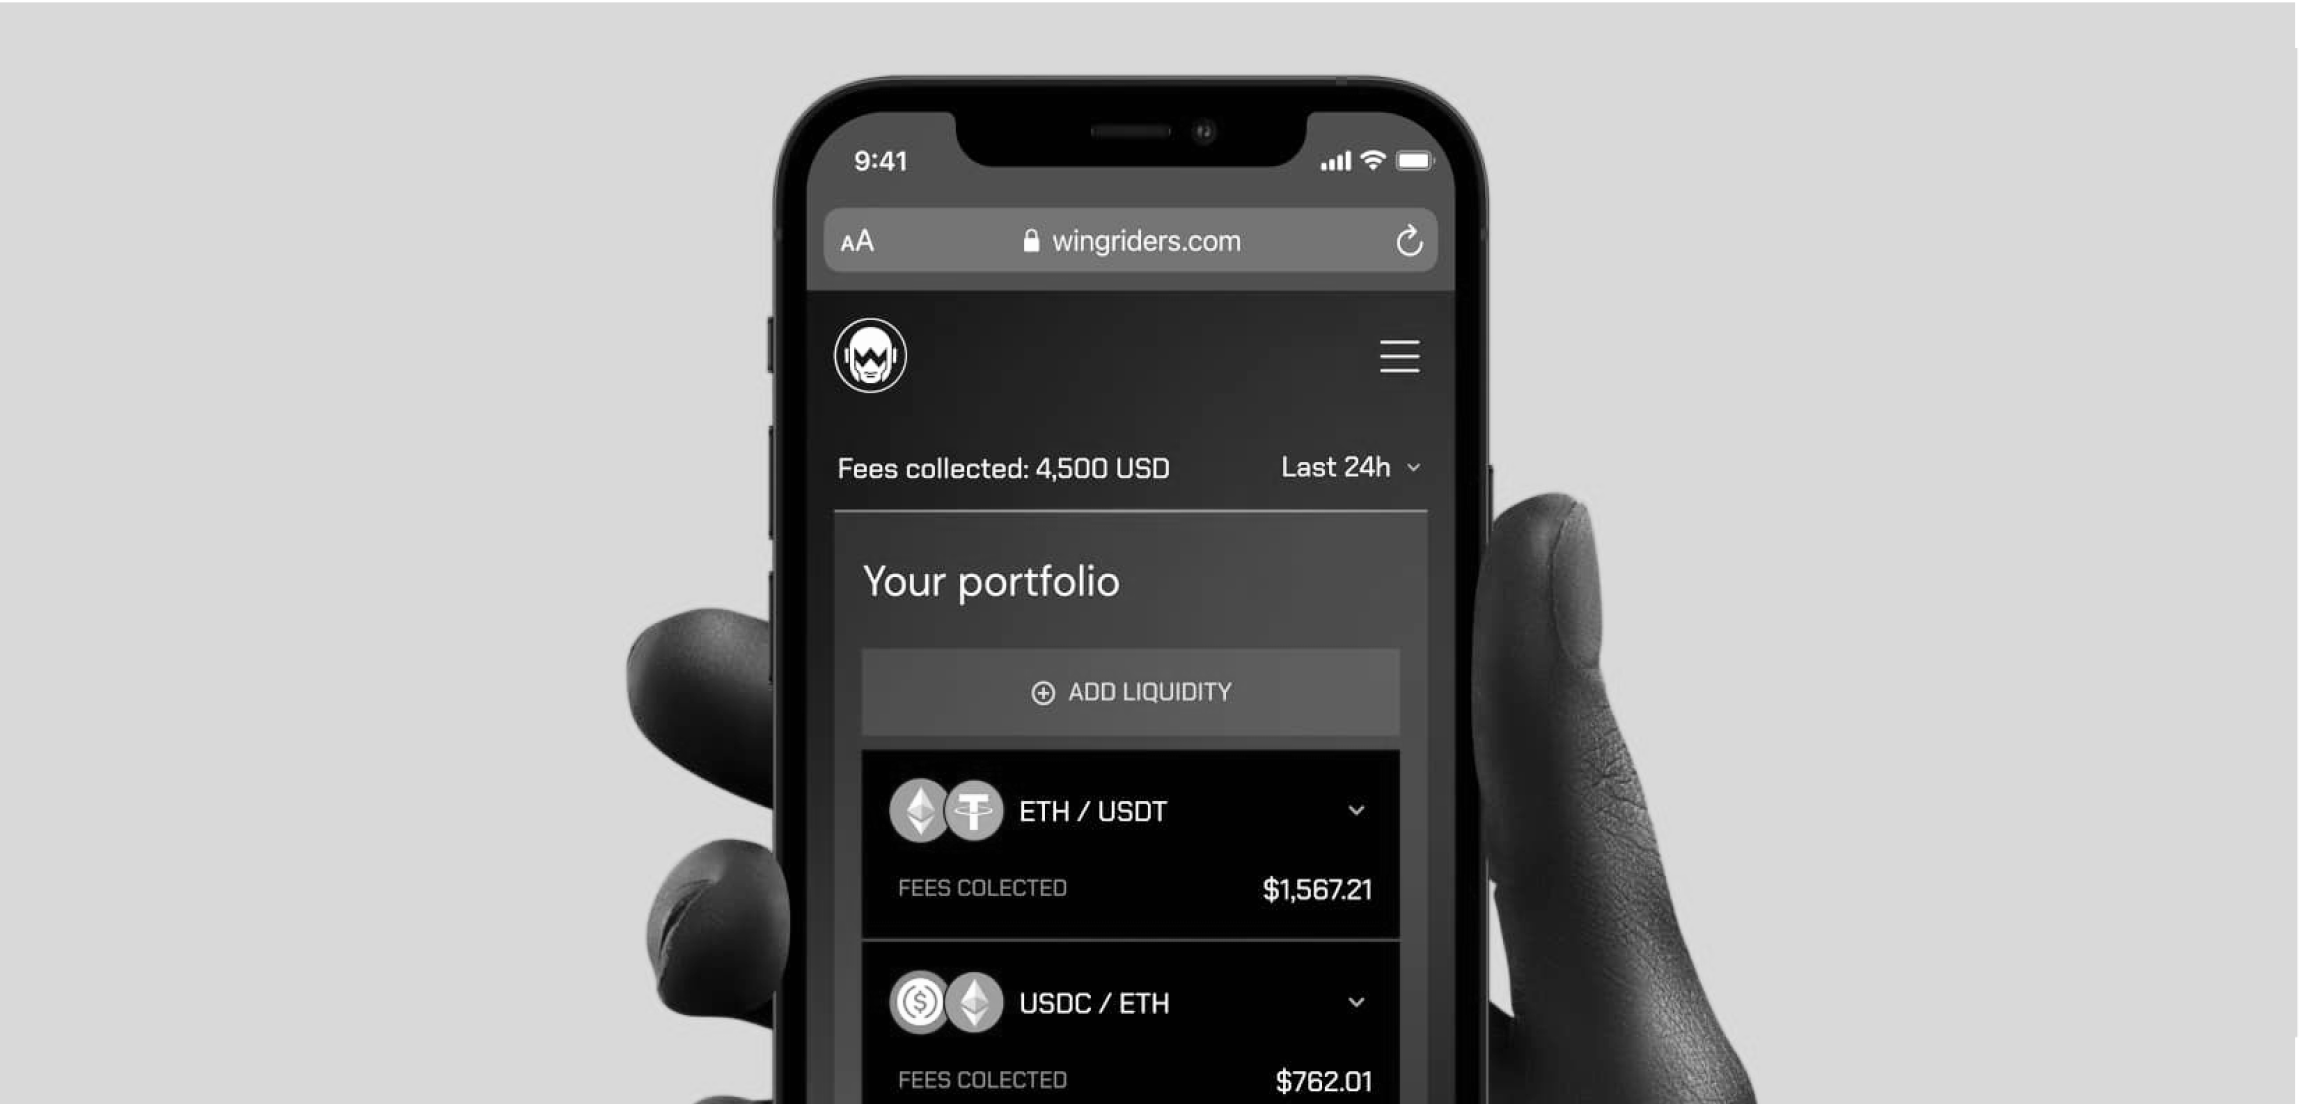 9:41
AA wingriders.com
Fees collected: 4,500 USD Last 24h
Your portfolio
ADD LIQUIDITY
ETH / USDT
FEES COLECTED $1,567.21
USDC / ETH
FEES COLECTED $762.01